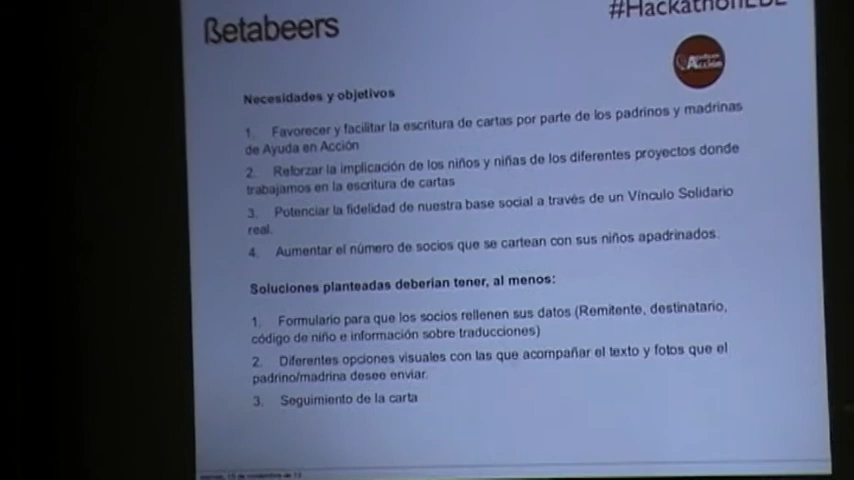 ßetabeers
#HackathonEBE
Acción
Necesidades y objetivos
1. Favorecer y facilitar la escritura de cartas por parte de los padrinos y madrinas
de Ayuda en Acción
2. Reforzar la implicación de los niños y niñas de los diferentes proyectos donde
trabajamos en la escritura de cartas
3. Potenciar la fidelidad de nuestra base social a través de un Vínculo Solidario
real.
4. Aumentar el número de socios que se cartean con sus niños apadrinados.
Soluciones planteadas deberían tener, al menos:
1. Formulario para que los socios rellenen sus datos (Remitente, destinatario,
código de niño e información sobre traducciones)
2. Diferentes opciones visuales con las que acompañar el texto y fotos que el
padrino/madrina desee enviar.
3. Seguimiento de la carta